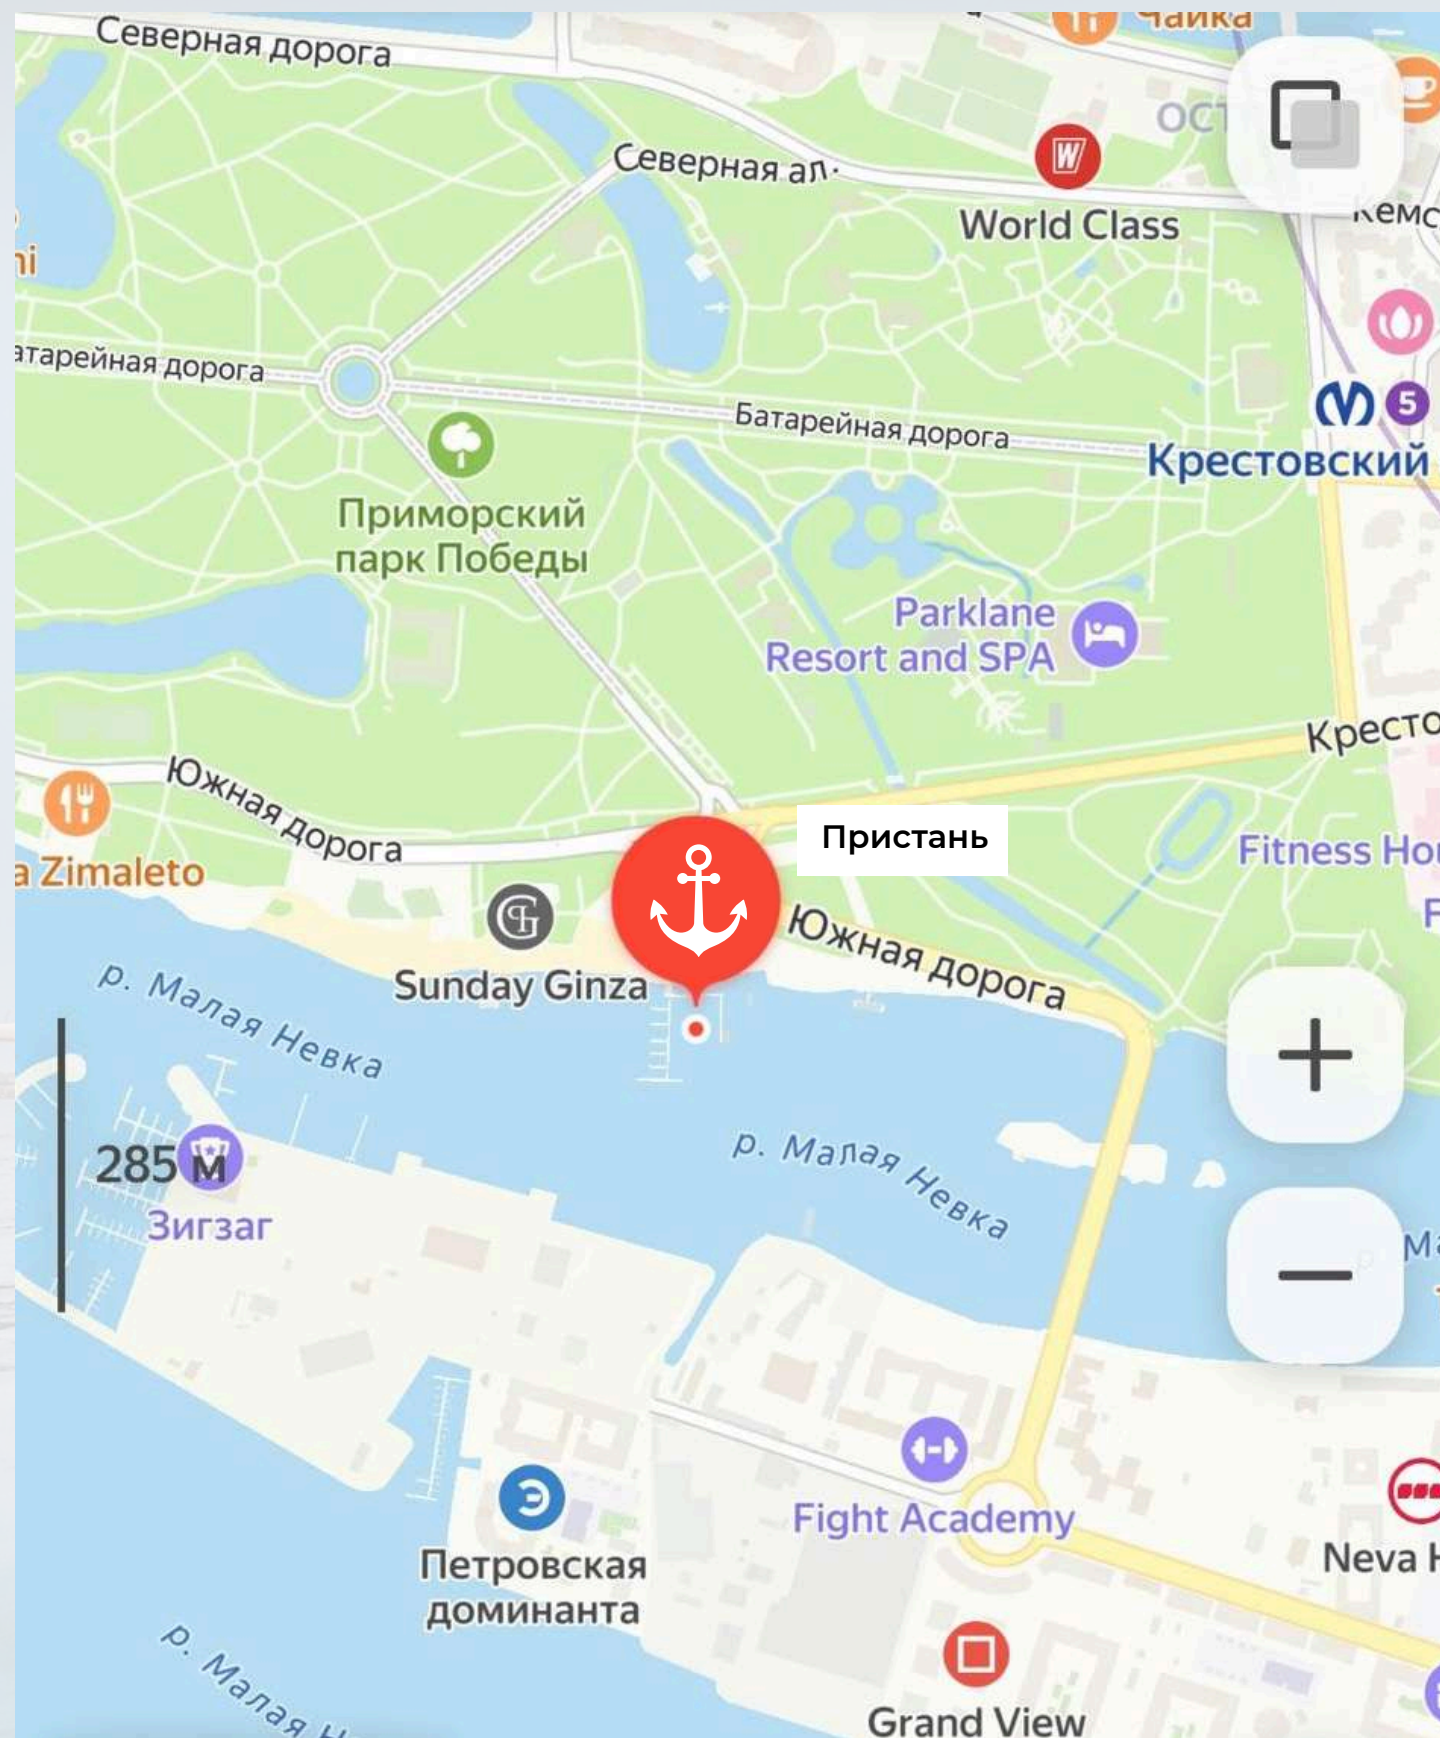 Чайка
Северная дорога
Северная ал.
World Class
Батарейная дорога
5
Крестовский
Приморский
парк Победы
Parklane
Resort and SPA
Южная дорога
Пристань
Fitness
Zimaleto
Южная дорога
Sunday Ginza
р. Малая Невка
р. Малая Невка
285 м
Зигзаг
Fight Academy
Петровская
доминанта
Neva
р. Малая
Grand View